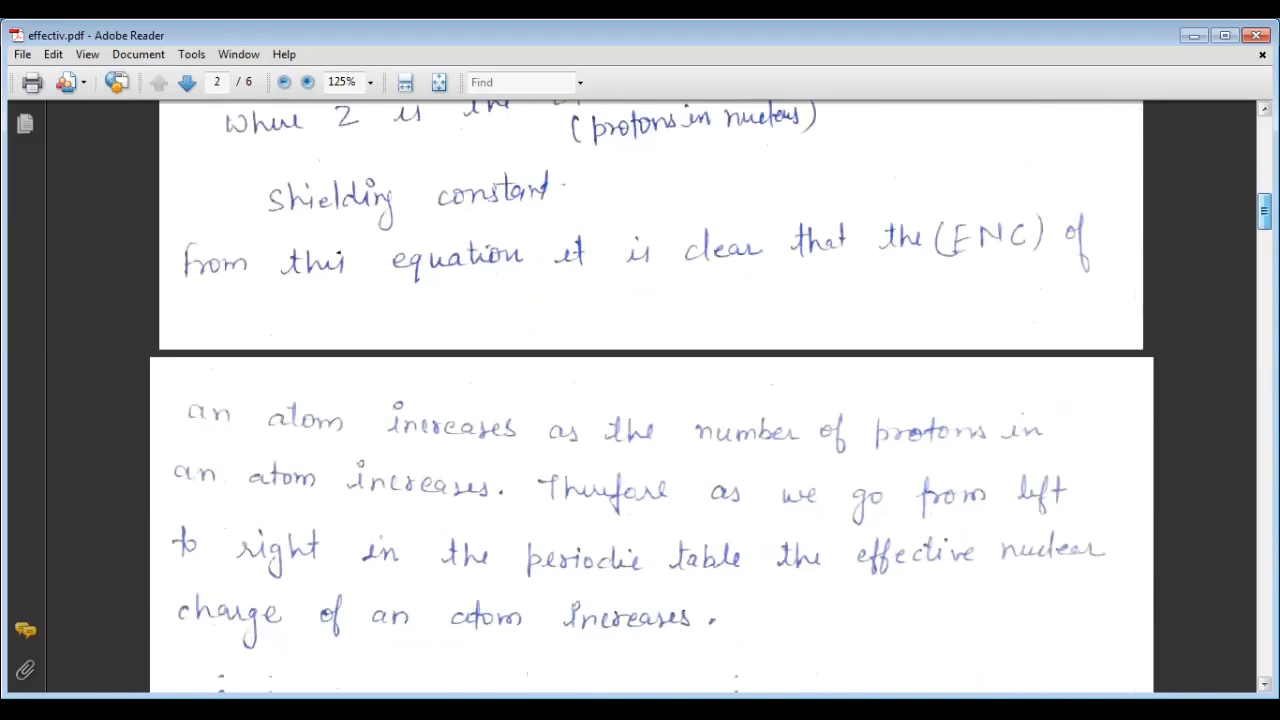 effectiv.pdf - Adobe Reader
File Edit View Document Tools Window Help
2 / 6 125% Find
Where Z is the
(protons in nucleus)
Shielding constant.
from this equation it is clear that the (ENC) of
an atom increases as the number of protons in
an atom increases. Therefore as we go from left
to right in the periodic table the effective nuclear
charge of an atom increases.